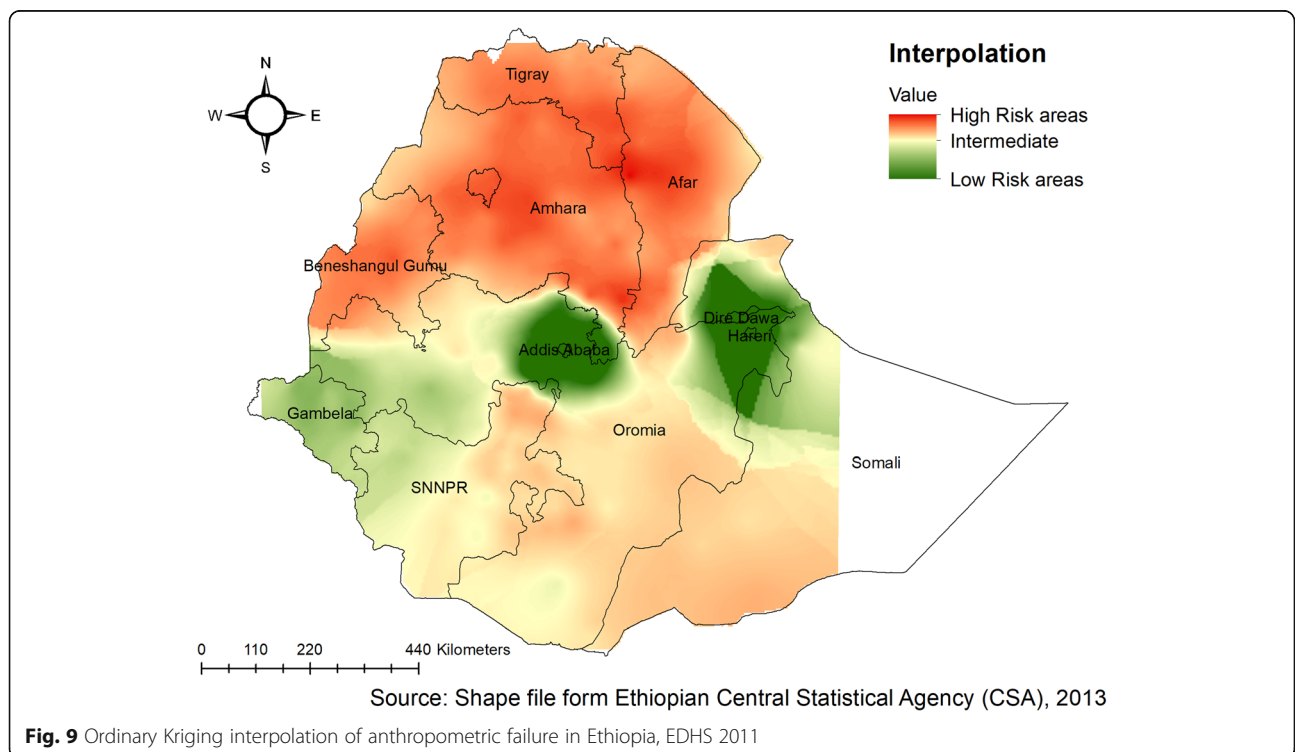 N
W E
S
Interpolation
Value
High Risk areas
Intermediate
Low Risk areas
Tigray
Afar
Amhara
Beneshangul Gumu
Dire Dawa
Hareri
Addis Ababa
Gambela
Oromia
Somali
SNNPR
0 110 220 440 Kilometers
Source: Shape file form Ethiopian Central Statistical Agency (CSA), 2013
Fig. 9 Ordinary Kriging interpolation of anthropometric failure in Ethiopia, EDHS 2011